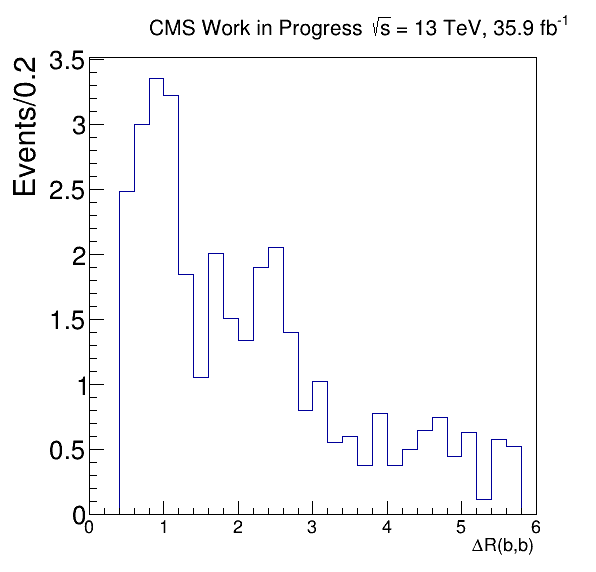 CMS Work in Progress √s = 13 TeV, 35.9 fb⁻¹
Events/0.2
3.5
3
2.5
2
1.5
1
0.5
0
0 1 2 3 4 5 6
ΔR(b,b)